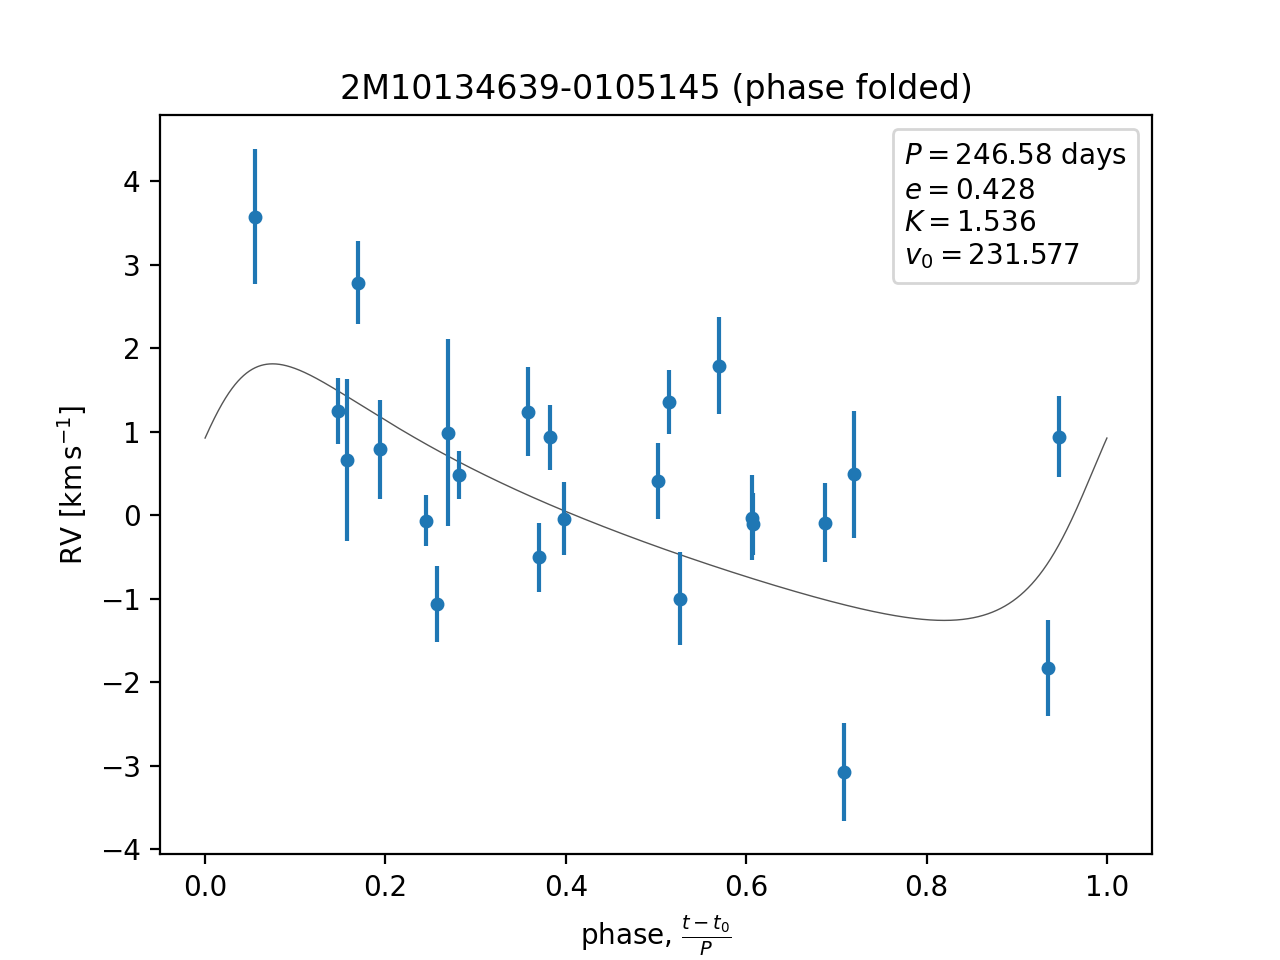 2M10134639-0105145 (phase folded)
P = 246.58 days
e = 0.428
K = 1.536
v₀ = 231.577
RV [km s⁻¹]
4
3
2
1
0
−1
−2
−3
−4
0.0 0.2 0.4 0.6 0.8 1.0
phase, (t − t₀)/P